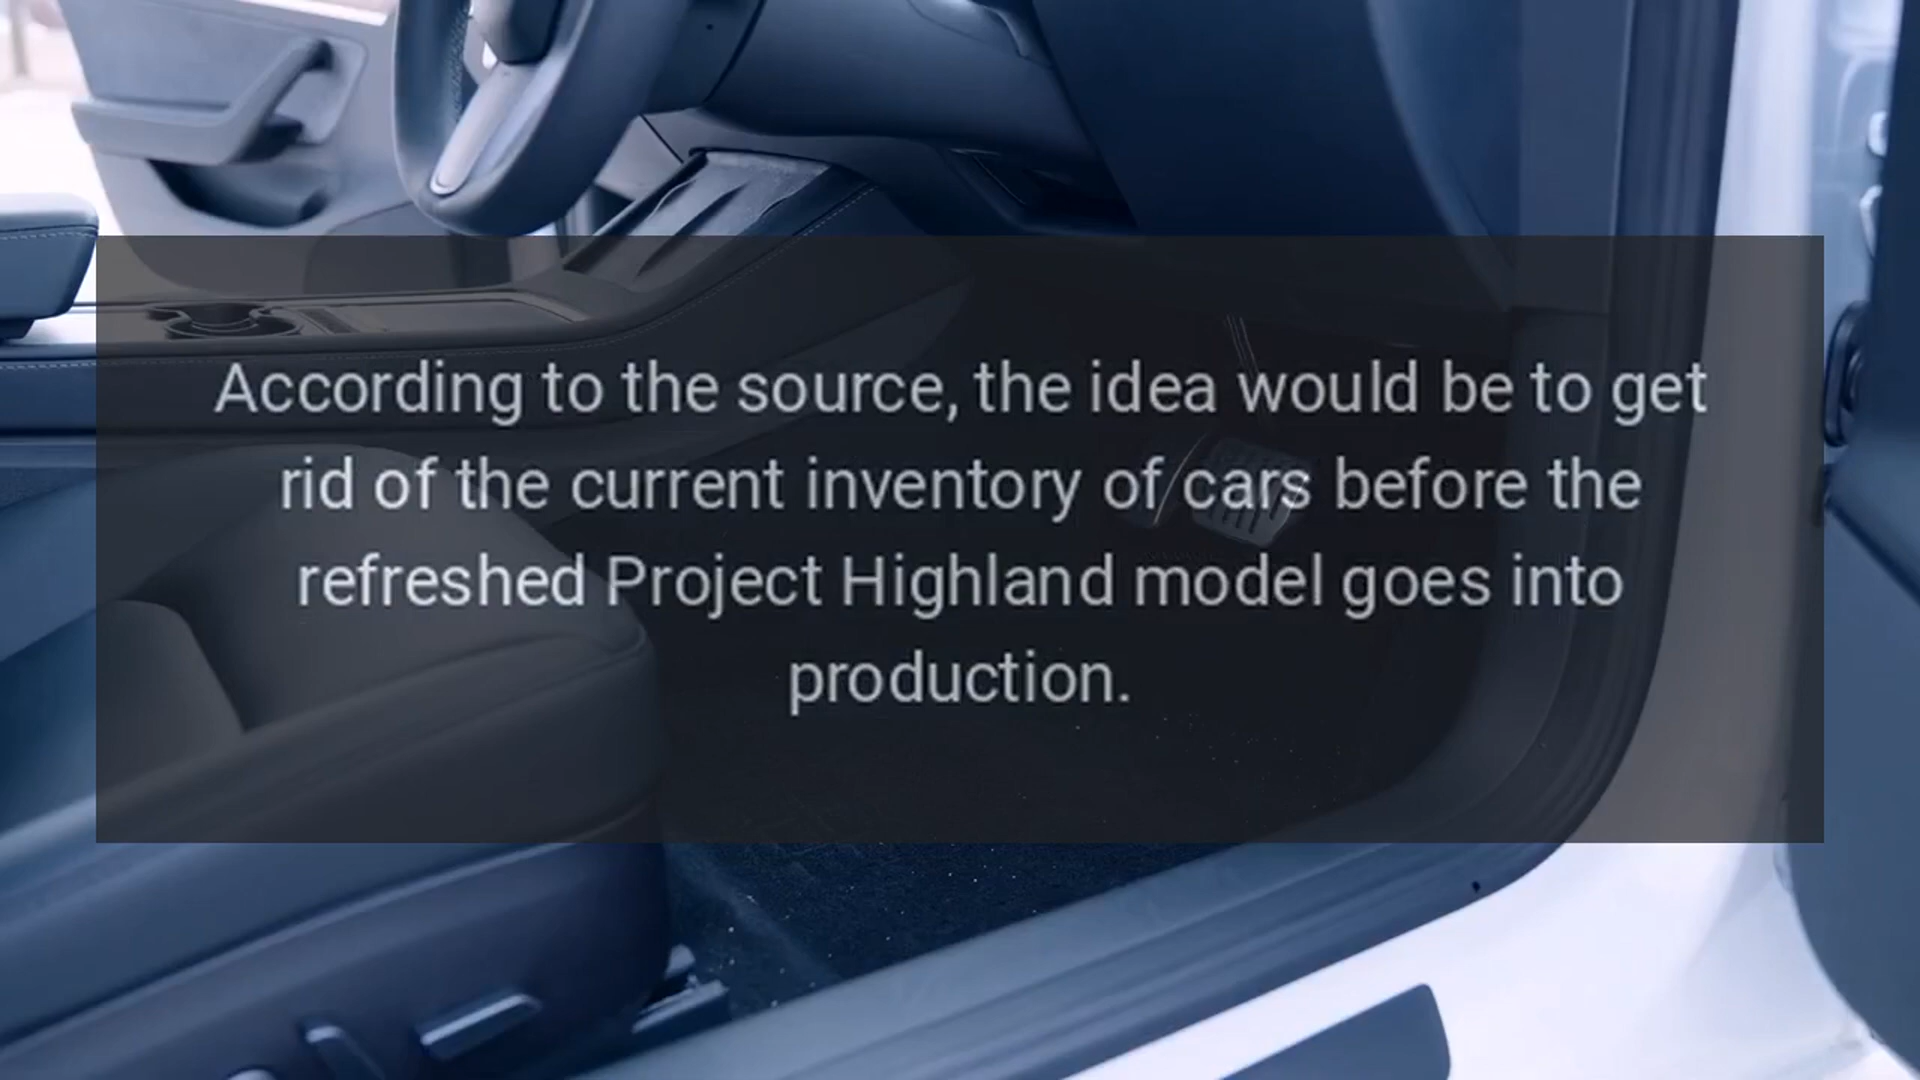 According to the source, the idea would be to get
rid of the current inventory of cars before the
refreshed Project Highland model goes into
production.